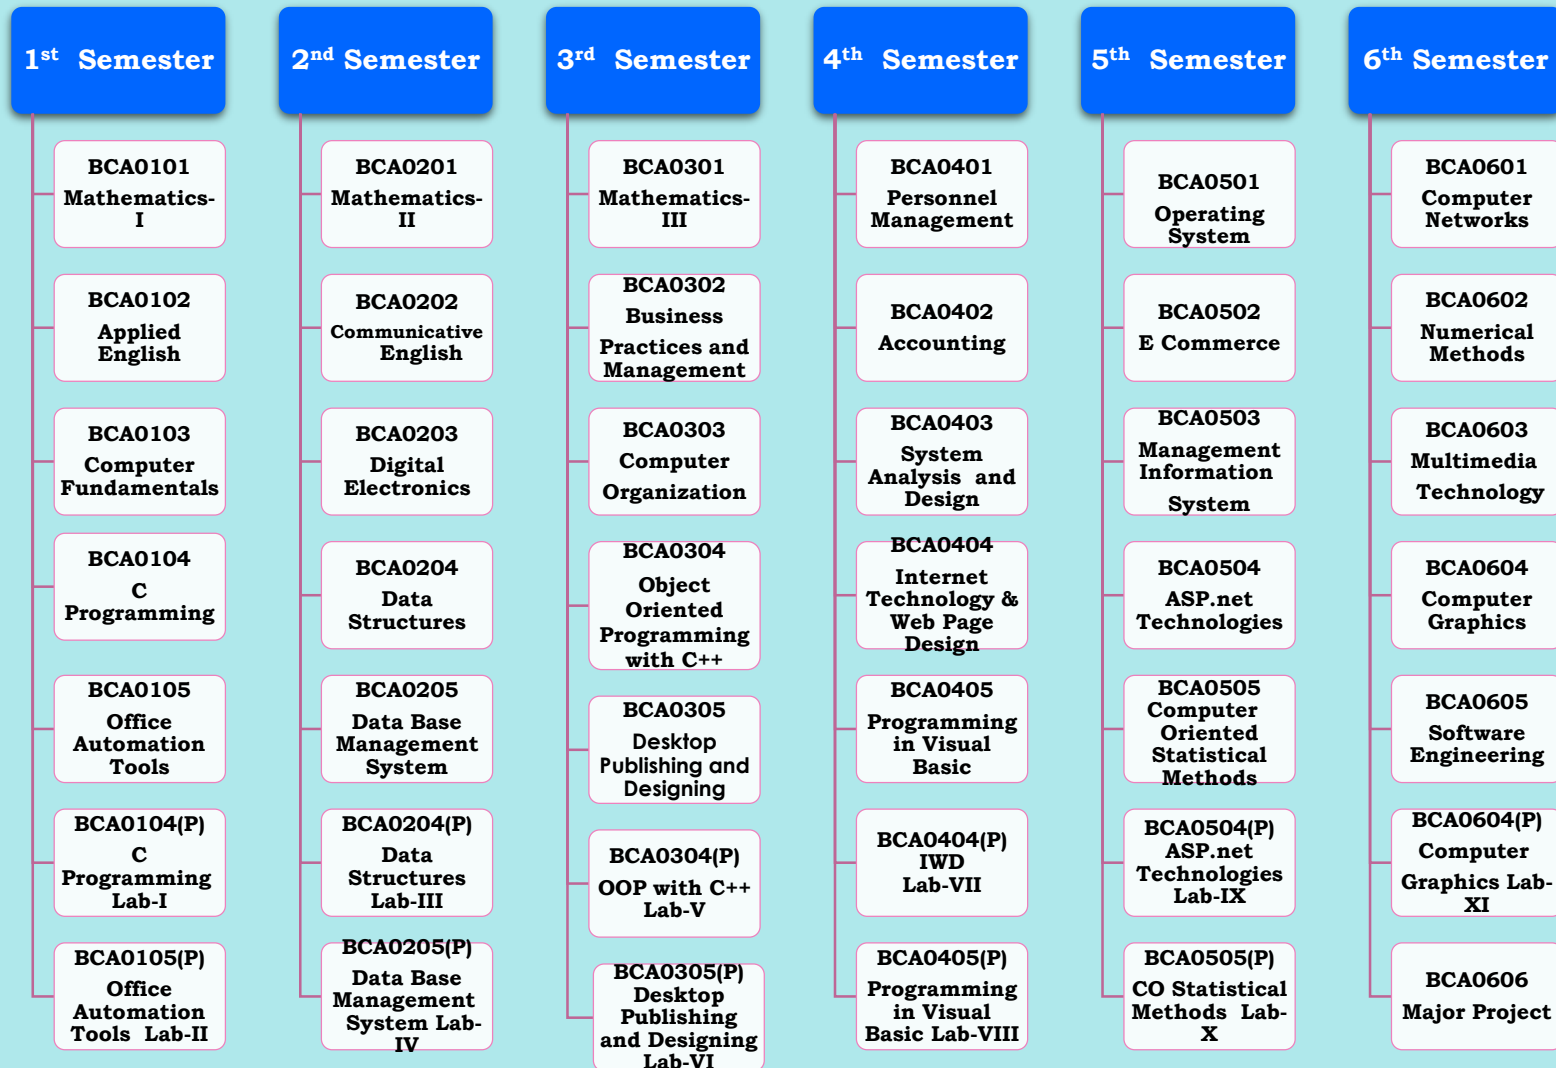 1st Semester
BCA0101
Mathematics-
I
BCA0102
Applied
English
BCA0103
Computer
Fundamentals
BCA0104
C
Programming
BCA0105
Office
Automation
Tools
BCA0104(P)
C
Programming
Lab-I
BCA0105(P)
Office
Automation
Tools Lab-II
2nd Semester
BCA0201
Mathematics-
II
BCA0202
Communicative
English
BCA0203
Digital
Electronics
BCA0204
Data
Structures
BCA0205
Data Base
Management
System
BCA0204(P)
Data
Structures
Lab-III
BCA0205(P)
Data Base
Management
System Lab-
IV
3rd Semester
BCA0301
Mathematics-
III
BCA0302
Business
Practices and
Management
BCA0303
Computer
Organization
BCA0304
Object
Oriented
Programming
with C++
BCA0305
Desktop
Publishing and
Designing
BCA0304(P)
OOP with C++
Lab-V
BCA0305(P)
Desktop
Publishing
and Designing
Lab-VI
4th Semester
BCA0401
Personnel
Management
BCA0402
Accounting
BCA0403
System
Analysis and
Design
BCA0404
Internet
Technology &
Web Page
Design
BCA0405
Programming
in Visual
Basic
BCA0404(P)
IWD
Lab-VII
BCA0405(P)
Programming
in Visual
Basic Lab-VIII
5th Semester
BCA0501
Operating
System
BCA0502
E Commerce
BCA0503
Management
Information
System
BCA0504
ASP.net
Technologies
BCA0505
Computer
Oriented
Statistical
Methods
BCA0504(P)
ASP.net
Technologies
Lab-IX
BCA0505(P)
CO Statistical
Methods Lab-
X
6th Semester
BCA0601
Computer
Networks
BCA0602
Numerical
Methods
BCA0603
Multimedia
Technology
BCA0604
Computer
Graphics
BCA0605
Software
Engineering
BCA0604(P)
Computer
Graphics Lab-
XI
BCA0606
Major Project